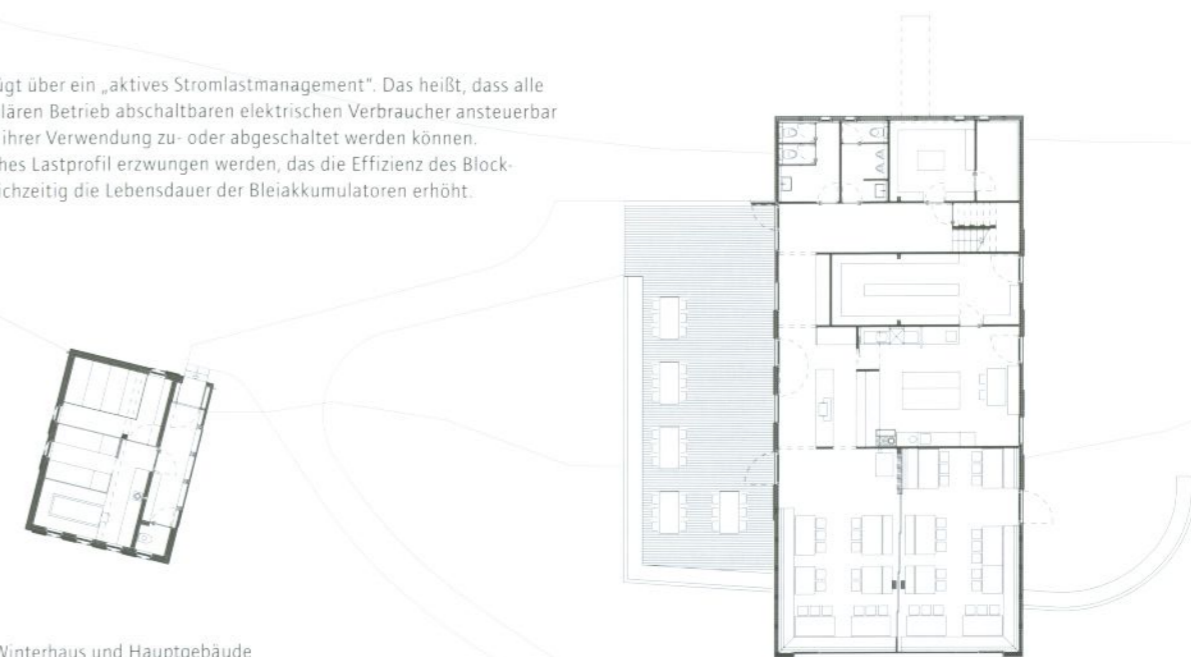 ügt über ein „aktives Stromlastmanagement“. Das heißt, dass alle
lären Betrieb abschaltbaren elektrischen Verbraucher ansteuerbar
ihrer Verwendung zu- oder abgeschaltet werden können.
hes Lastprofil erzwungen werden, das die Effizienz des Block-
ichzeitig die Lebensdauer der Bleiakkumulatoren erhöht.
Winterhaus und Hauptgebäude